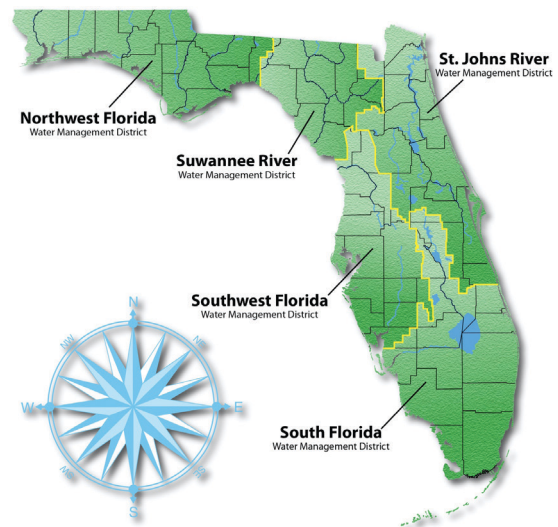 St. Johns River
Water Management District
Northwest Florida
Water Management District
Suwannee River
Water Management District
Southwest Florida
Water Management District
South Florida
Water Management District
N
NW
NE
W
E
SW
SE
S